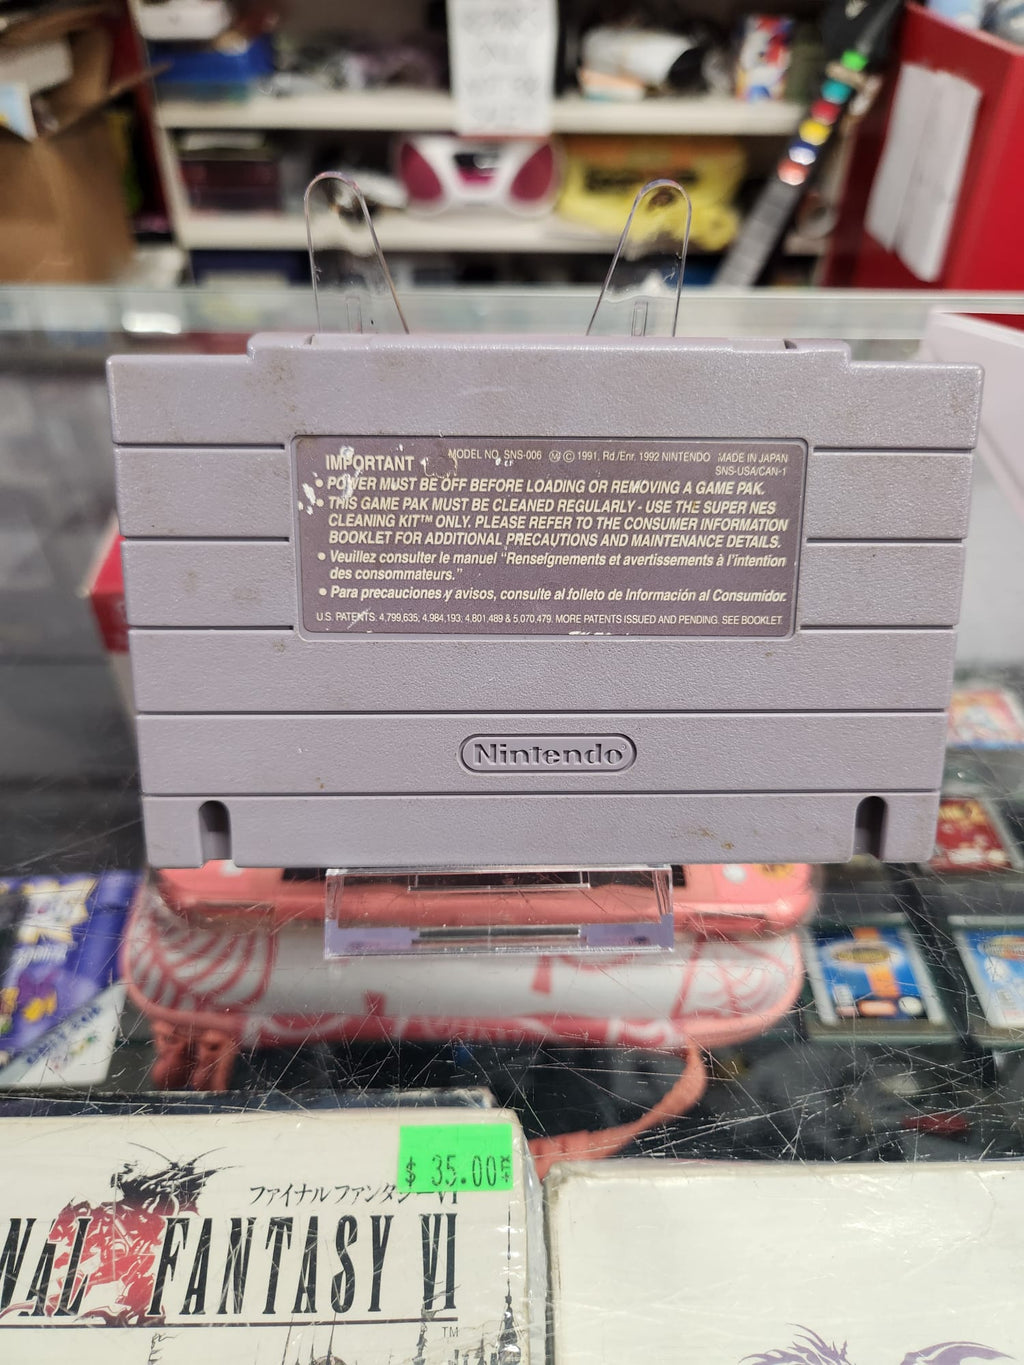 IMPORTANT
MODEL NO. SNS-006 Ⓜ © 1991, Rd./Enr. 1992 NINTENDO MADE IN JAPAN
SNS-USA/CAN-1
• POWER MUST BE OFF BEFORE LOADING OR REMOVING A GAME PAK.
• THIS GAME PAK MUST BE CLEANED REGULARLY - USE THE SUPER NES
CLEANING KIT™ ONLY. PLEASE REFER TO THE CONSUMER INFORMATION
BOOKLET FOR ADDITIONAL PRECAUTIONS AND MAINTENANCE DETAILS.
• Veuillez consulter le manuel "Renseignements et avertissements à l'intention
des consommateurs."
• Para precauciones y avisos, consulte al folleto de Información al Consumidor.
U.S. PATENTS: 4,799,635, 4,984,193, 4,801,489 & 5,070,479. MORE PATENTS ISSUED AND PENDING. SEE BOOKLET.
Nintendo®
$ 35.00
ファイナルファンタジーVI
NAL FANTASY VI
TM